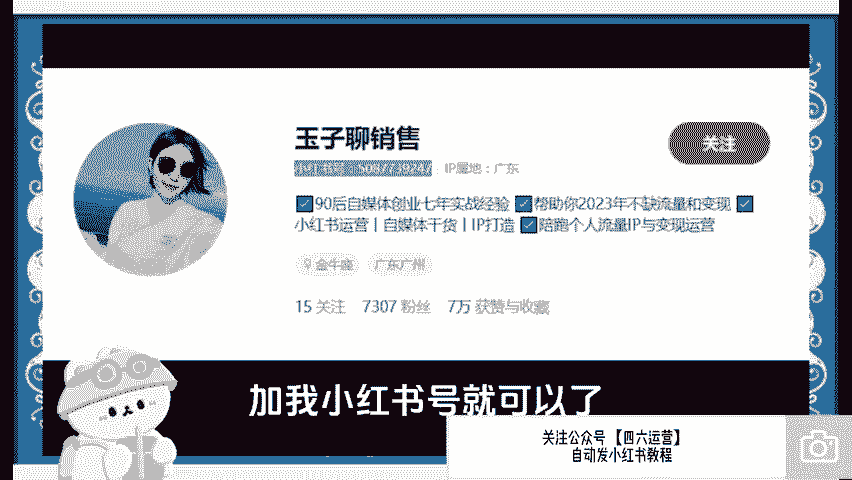 玉子聊销售
关注
小红书号：5087739247 IP属地：广东
90后自媒体创业七年实战经验 帮助你2023年不缺流量和变现
小红书运营丨自媒体干货丨IP打造 陪跑个人流量IP与变现运营
金牛座 广东广州
15 关注 7307 粉丝 7万 获赞与收藏
加我小红书号就可以了
关注公众号【四六运营】
自动发小红书教程